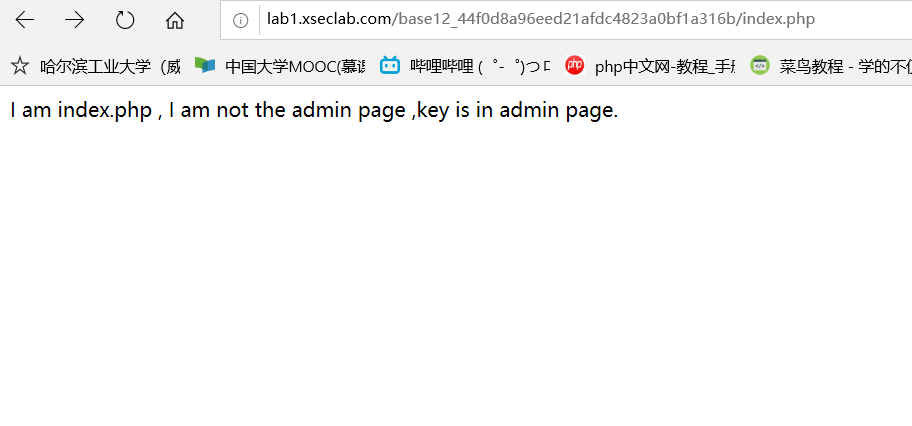 lab1.xseclab.com/base12_44f0d8a96eed21afdc4823a0bf1a316b/index.php
哈尔滨工业大学（威 中国大学MOOC(慕课 哔哩哔哩 ( ゜- ゜)つロ php php中文网-教程_手册 菜鸟教程 - 学的不仅
I am index.php , I am not the admin page ,key is in admin page.